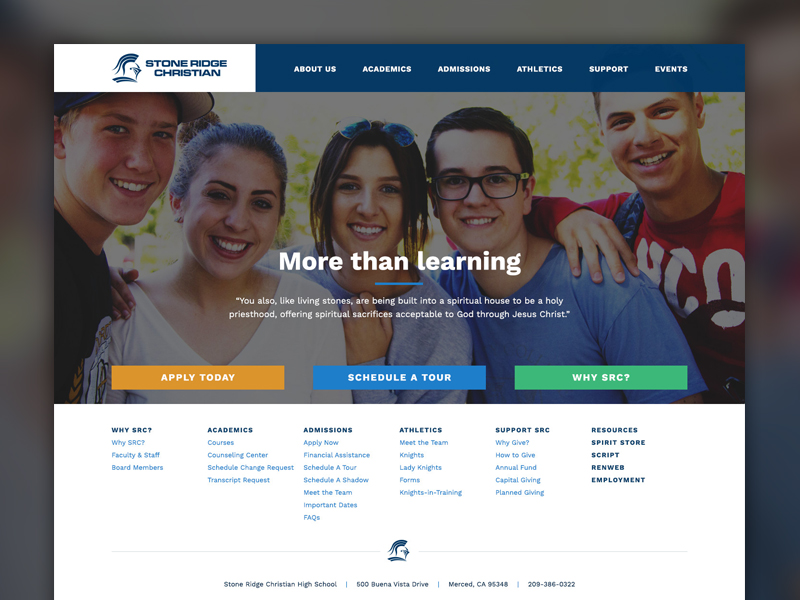 STONE RIDGE
CHRISTIAN
ABOUT US
ACADEMICS
ADMISSIONS
ATHLETICS
SUPPORT
EVENTS
More than learning
“You also, like living stones, are being built into a spiritual house to be a holy
priesthood, offering spiritual sacrifices acceptable to God through Jesus Christ.”
APPLY TODAY
SCHEDULE A TOUR
WHY SRC?
WHY SRC?
Why SRC?
Faculty & Staff
Board Members
ACADEMICS
Courses
Counseling Center
Schedule Change Request
Transcript Request
ADMISSIONS
Apply Now
Financial Assistance
Schedule A Tour
Schedule A Shadow
Meet the Team
Important Dates
FAQs
ATHLETICS
Meet the Team
Knights
Lady Knights
Forms
Knights-in-Training
SUPPORT SRC
Why Give?
How to Give
Annual Fund
Capital Giving
Planned Giving
RESOURCES
SPIRIT STORE
SCRIPT
RENWEB
EMPLOYMENT
Stone Ridge Christian High School | 500 Buena Vista Drive | Merced, CA 95348 | 209-386-0322